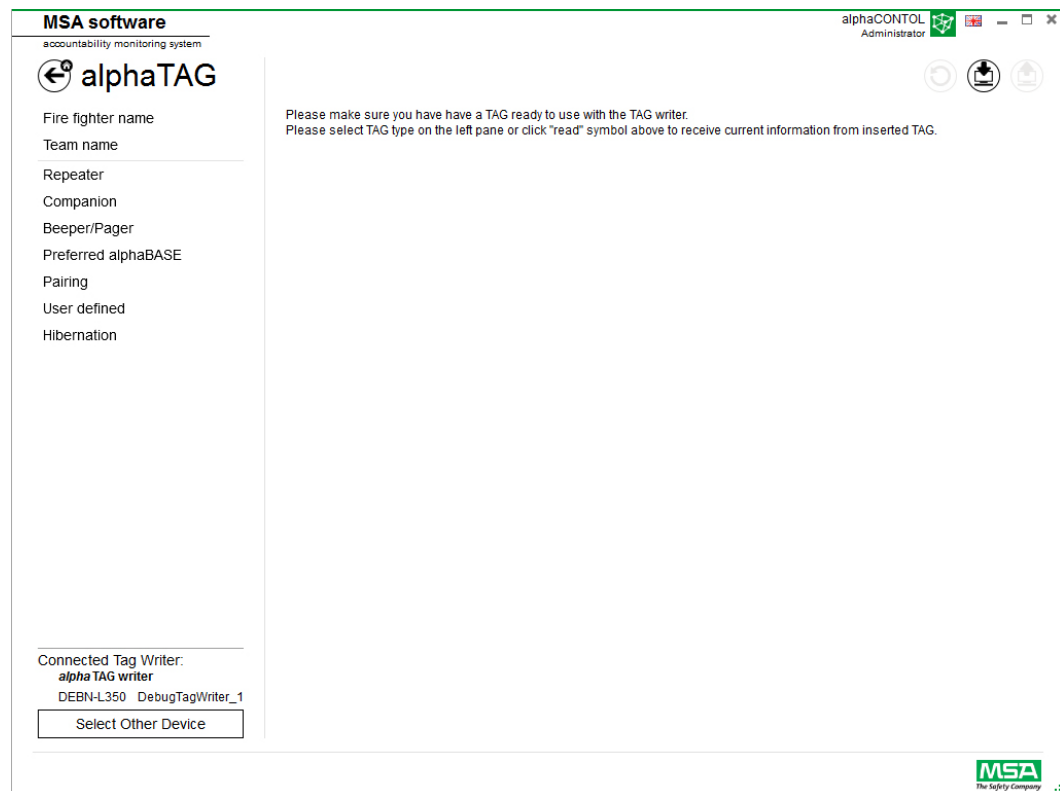 MSA software
accountability monitoring system
alphaCONTOL
Administrator
alphaTAG
Fire fighter name
Team name
Repeater
Companion
Beeper/Pager
Preferred alphaBASE
Pairing
User defined
Hibernation
Please make sure you have have a TAG ready to use with the TAG writer.
Please select TAG type on the left pane or click "read" symbol above to receive current information from inserted TAG.
Connected Tag Writer:
alpha TAG writer
DEBN-L350 DebugTagWriter_1
Select Other Device
MSA
The Safety Company